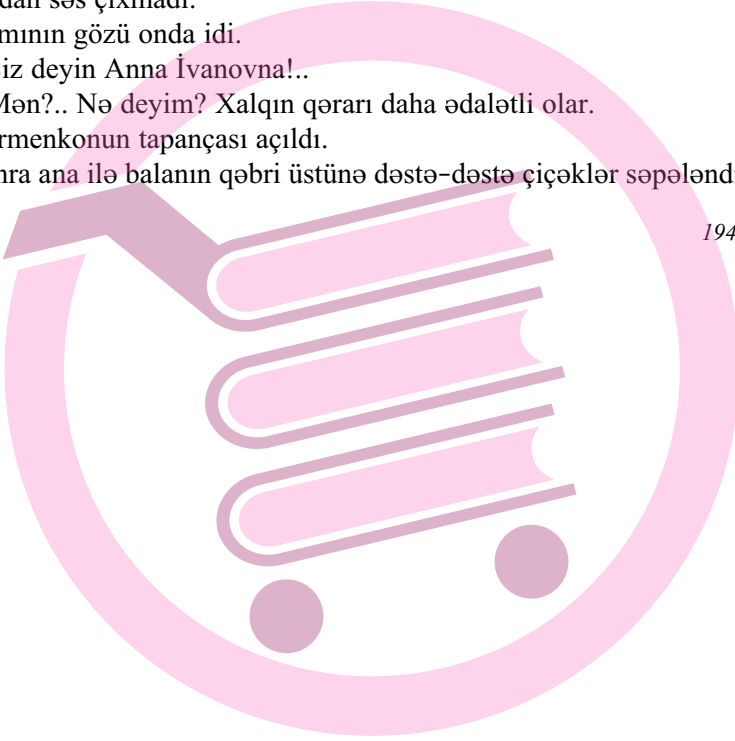 dan səs çıxmadı.
mının gözü onda idi.
iz deyin Anna İvanovna!..
Mən?.. Nə deyim? Xalqın qərarı daha ədalətli olar.
rmenkonun tapançası açıldı.
nra ana ilə balanın qəbri üstünə dəstə-dəstə çiçəklər səpələnd
194